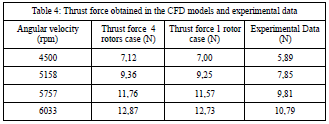 Table 4: Thrust force obtained in the CFD models and experimental data
Angular velocity (rpm) Thrust force 4 rotors case (N) Thrust force 1 rotor case (N) Experimental Data (N)
4500 7,12 7,00 5,89
5158 9,36 9,25 7,85
5757 11,76 11,57 9,81
6033 12,87 12,73 10,79